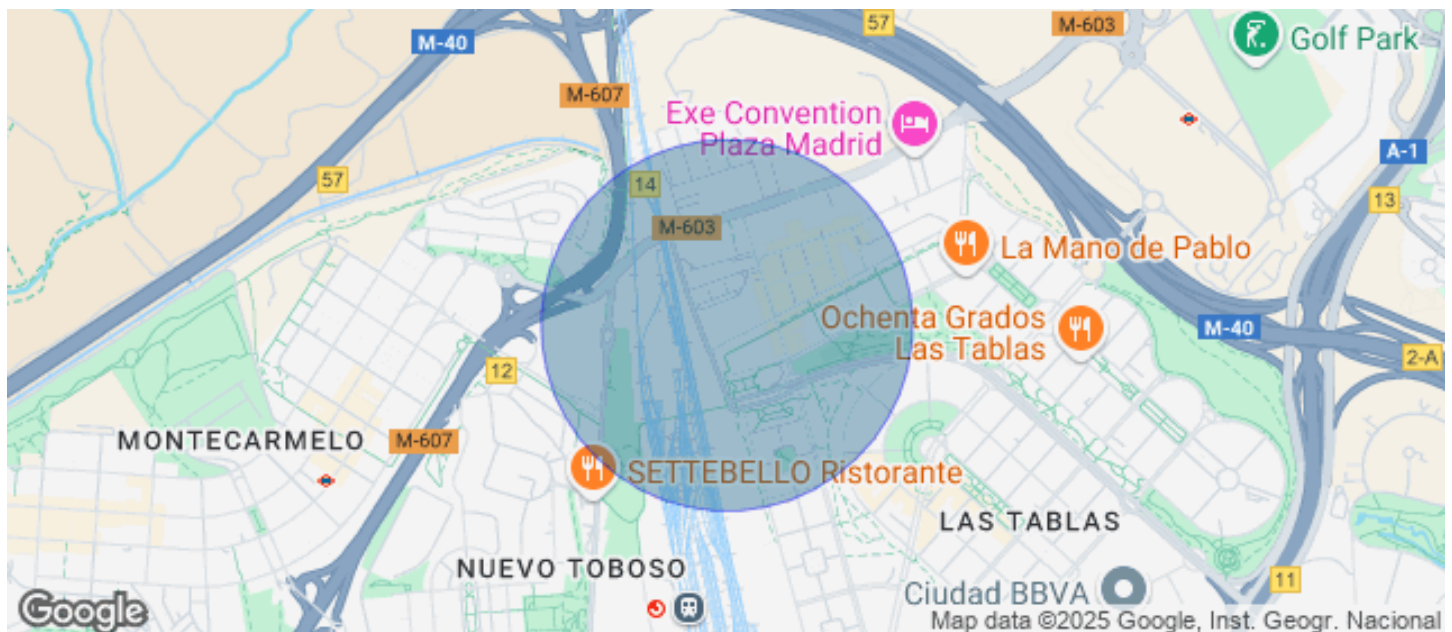 57
M-603
Golf Park
M-40
M-607
Exe Convention
Plaza Madrid
A-1
57
14
13
M-603
La Mano de Pablo
Ochenta Grados
Las Tablas
M-40
2-A
12
MONTECARMELO
M-607
SETTEBELLO Ristorante
LAS TABLAS
NUEVO TOBOSO
11
Ciudad BBVA
Google
Map data ©2025 Google, Inst. Geogr. Nacional